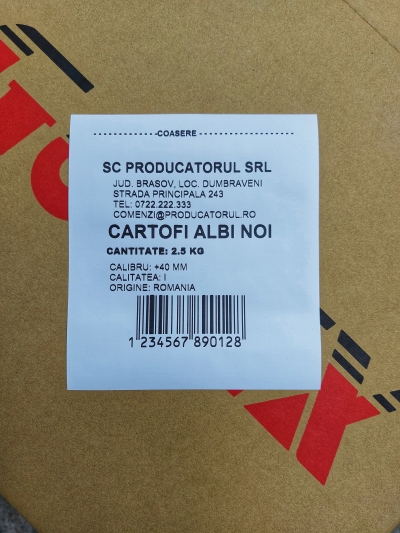 COASERE
SC PRODUCATORUL SRL
JUD. BRASOV, LOC. DUMBRAVENI
STRADA PRINCIPALA 243
TEL: 0722.222.333
COMENZI@PRODUCATORUL.RO
CARTOFI ALBI NOI
CANTITATE: 2.5 KG
CALIBRU: +40 MM
CALITATEA: I
ORIGINE: ROMANIA
1 234567 890128